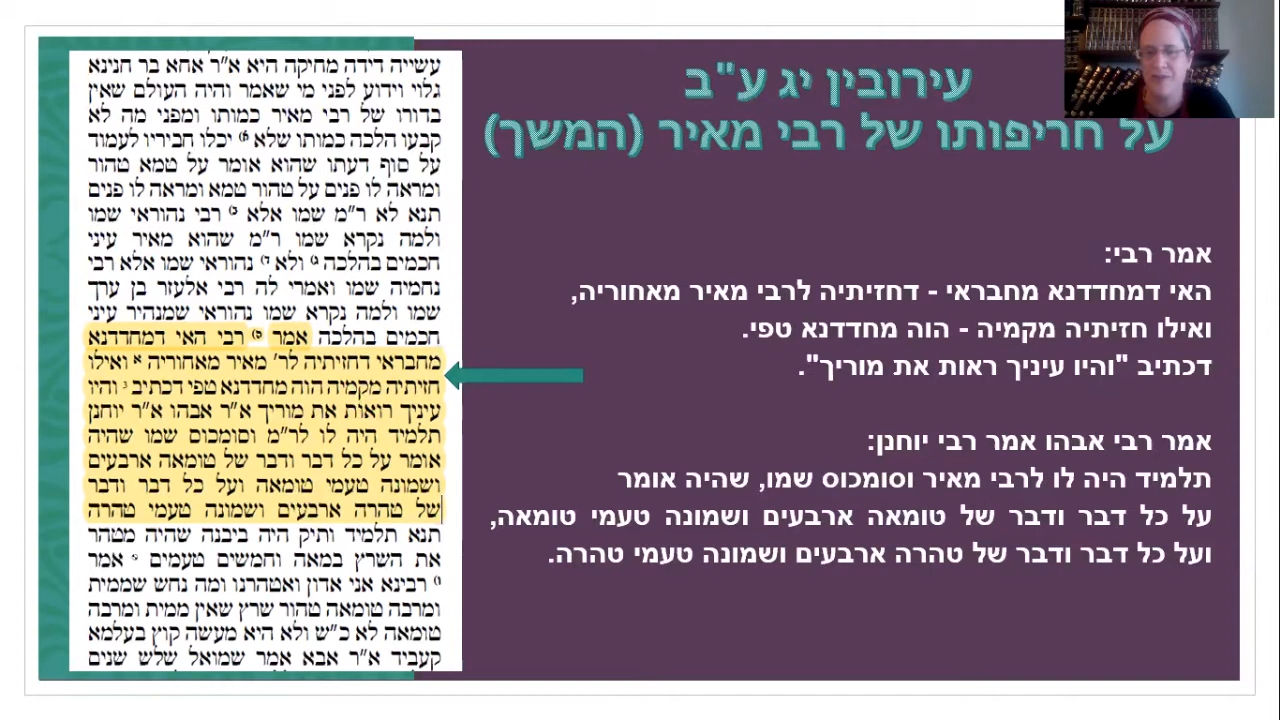 עירובין יג ע"ב
על חריפותו של רבי מאיר (המשך)
אמר רבי:
האי דמחדדנא מחבראי - דחזיתיה לרבי מאיר מאחוריה,
ואילו חזיתיה מקמיה - הוה מחדדנא טפי.
דכתיב "והיו עיניך ראות את מוריך".
אמר רבי אבהו אמר רבי יוחנן:
תלמיד היה לו לרבי מאיר וסומכוס שמו, שהיה אומר
על כל דבר ודבר של טומאה ארבעים ושמונה טעמי טומאה,
ועל כל דבר ודבר של טהרה ארבעים ושמונה טעמי טהרה.
עשייה דידה מחיקה היא א"ר אחא בר חנינא
גלוי וידוע לפני מי שאמר והיה העולם שאין
בדורו של רבי מאיר כמותו ומפני מה לא
קבעו הלכה כמותו שלא יכלו חביריו לעמוד
על סוף דעתו שהוא אומר על טמא טהור
ומראה לו פנים על טהור טמא ומראה לו פנים
תנא לא ר"מ שמו אלא רבי נהוראי שמו
ולמה נקרא שמו ר"מ שהוא מאיר עיני
חכמים בהלכה ולא נהוראי שמו אלא רבי
נחמיה שמו ואמרי לה רבי אלעזר בן ערך
שמו ולמה נקרא שמו נהוראי שמנהיר עיני
חכמים בהלכה אמר רבי האי דמחדדנא
מחבראי דחזיתיה לר' מאיר מאחוריה ואילו
חזיתיה מקמיה הוה מחדדנא טפי דכתיב והיו
עיניך רואות את מוריך א"ר אבהו א"ר יוחנן
תלמיד היה לו לר"מ וסומכוס שמו שהיה
אומר על כל דבר ודבר של טומאה ארבעים
ושמונה טעמי טומאה ועל כל דבר ודבר
של טהרה ארבעים ושמונה טעמי טהרה
תנא תלמיד ותיק היה ביבנה שהיה מטהר
את השרץ במאה וחמשים טעמים אמר
רבינא אני אדון ואטהרנו ומה נחש שממית
ומרבה טומאה טהור שרץ שאין ממית ומרבה
טומאה לא כ"ש ולא היא מעשה קוץ בעלמא
קעביד א"ר אבא אמר שמואל שלש שנים